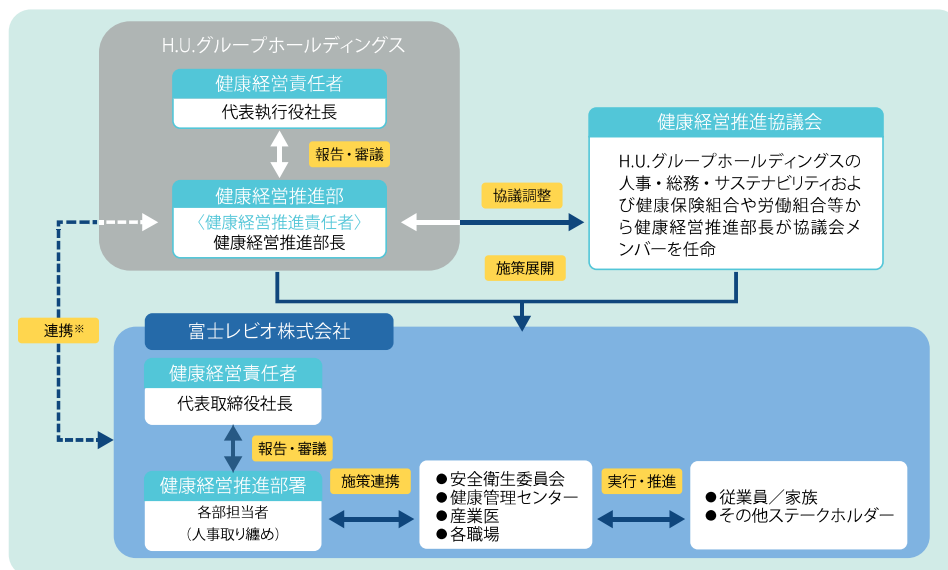 H.U.グループホールディングス
健康経営責任者
代表執行役社長
報告・審議
健康経営推進部
〈健康経営推進責任者〉
健康経営推進部長
協議調整
健康経営推進協議会
H.U.グループホールディングスの
人事・総務・サステナビリティおよ
び健康保険組合や労働組合等か
ら健康経営推進部長が協議会メ
ンバーを任命
施策展開
連携※
富士レビオ株式会社
健康経営責任者
代表取締役社長
報告・審議
健康経営推進部署
各部担当者
（人事取り纏め）
施策連携
●安全衛生委員会
●健康管理センター
●産業医
●各職場
実行・推進
●従業員／家族
●その他ステークホルダー